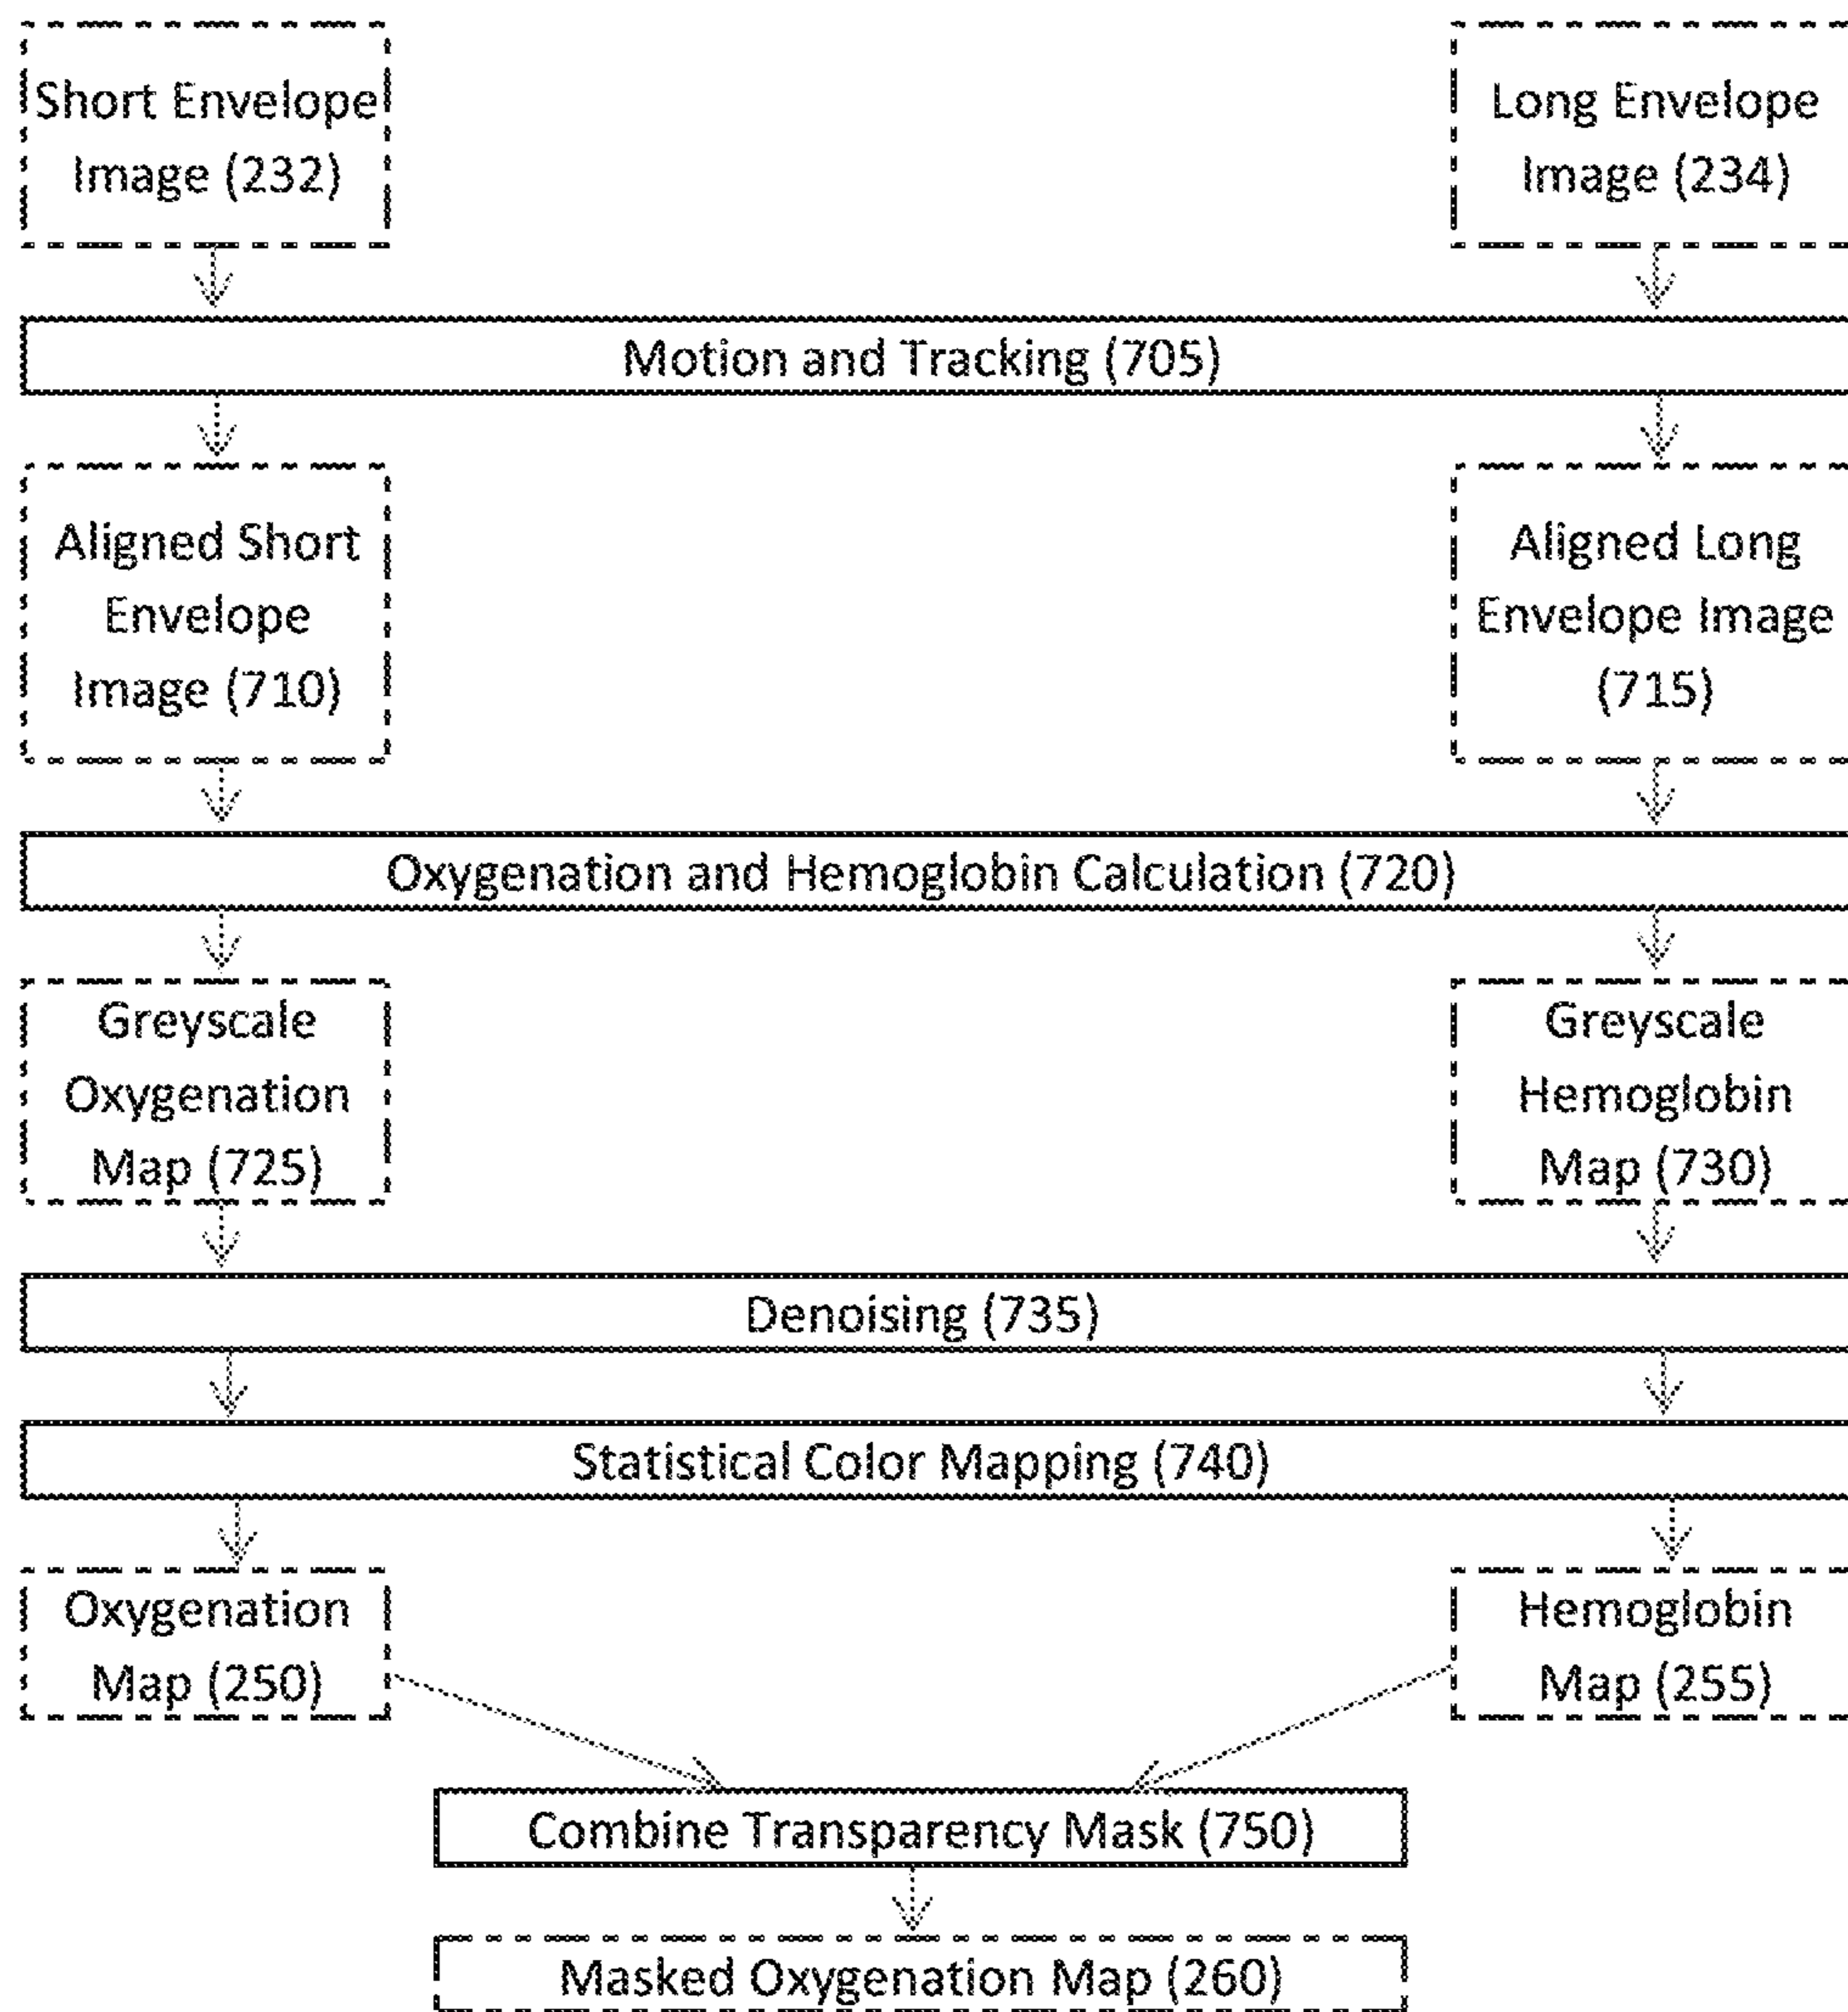 Short Envelope
Image (232)
Long Envelope
Image (234)
Motion and Tracking (705)
Aligned Short
Envelope
Image (710)
Aligned Long
Envelope Image
(715)
Oxygenation and Hemoglobin Calculation (720)
Greyscale
Oxygenation
Map (725)
Greyscale
Hemoglobin
Map (730)
Denoising (735)
Statistical Color Mapping (740)
Oxygenation
Map (250)
Hemoglobin
Map (255)
Combine Transparency Mask (750)
Masked Oxygenation Map (260)